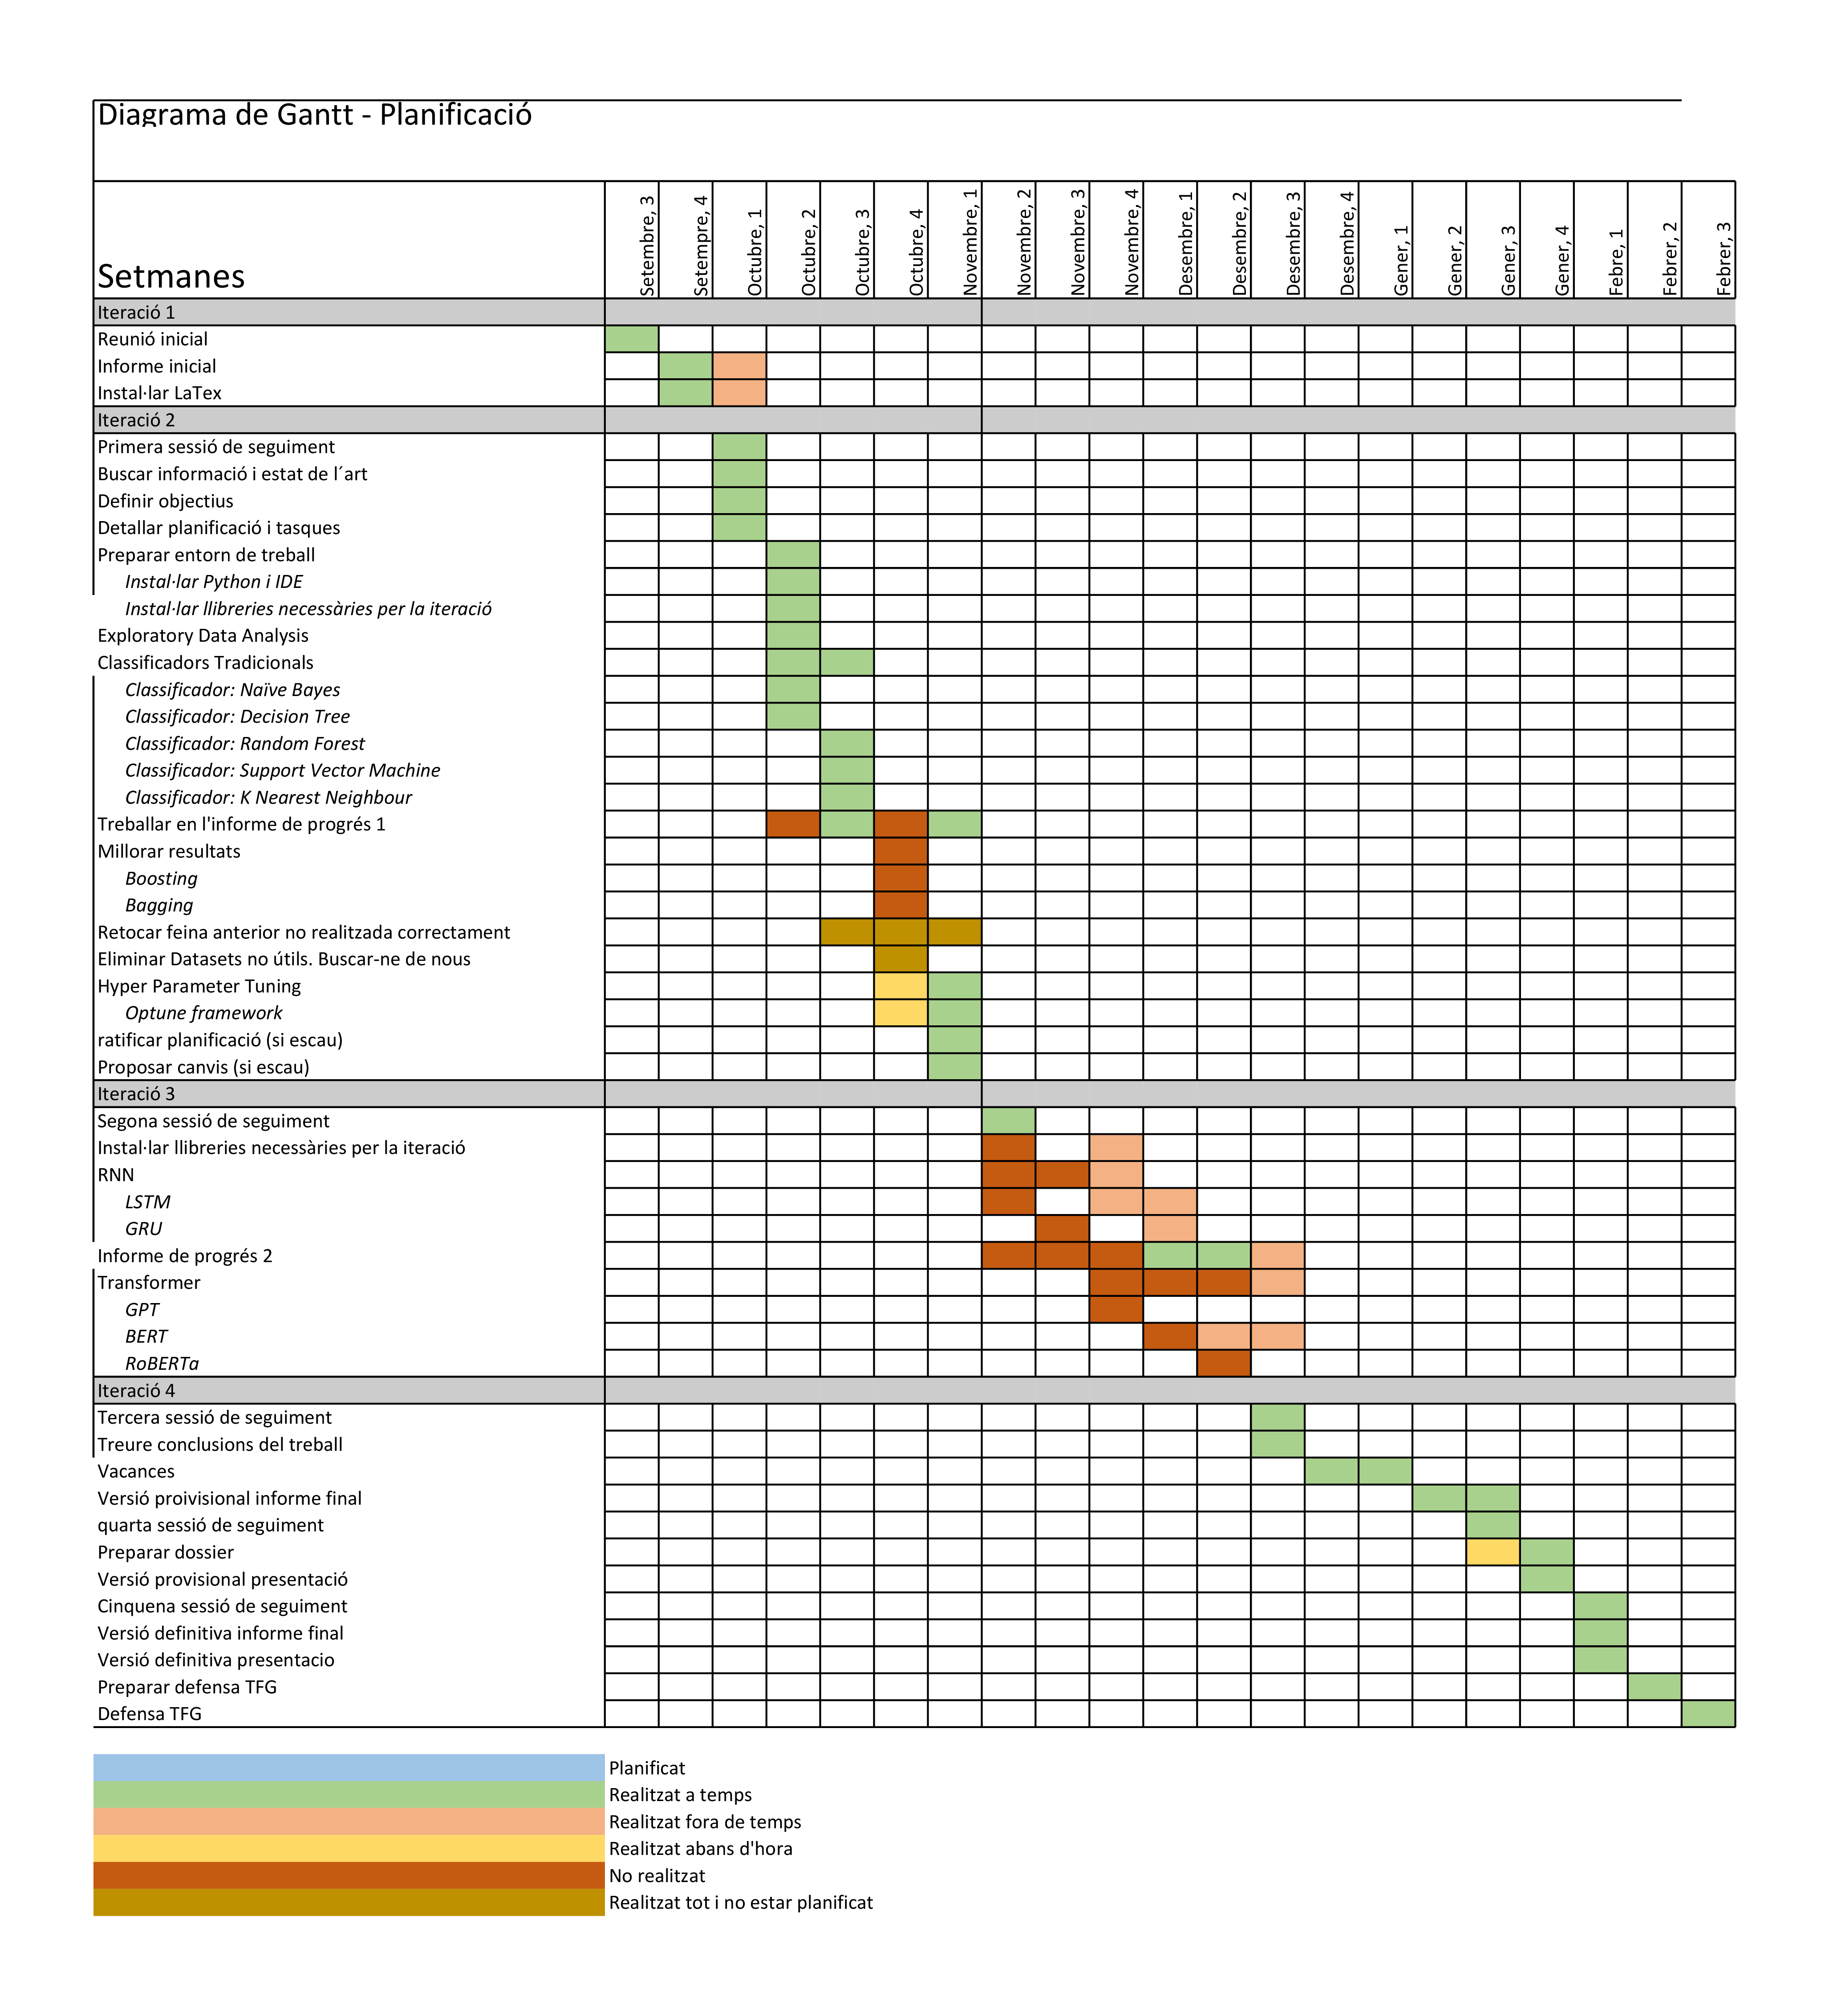 Diagrama de Gantt - Planificació
Setmanes
Setembre, 3
Setempre, 4
Octubre, 1
Octubre, 2
Octubre, 3
Octubre, 4
Novembre, 1
Novembre, 2
Novembre, 3
Novembre, 4
Desembre, 1
Desembre, 2
Desembre, 3
Desembre, 4
Gener, 1
Gener, 2
Gener, 3
Gener, 4
Febre, 1
Febrer, 2
Febrer, 3
Iteració 1
Reunió inicial
Informe inicial
Instal·lar LaTex
Iteració 2
Primera sessió de seguiment
Buscar informació i estat de l´art
Definir objectius
Detallar planificació i tasques
Preparar entorn de treball
Instal·lar Python i IDE
Instal·lar llibreries necessàries per la iteració
Exploratory Data Analysis
Classificadors Tradicionals
Classificador: Naïve Bayes
Classificador: Decision Tree
Classificador: Random Forest
Classificador: Support Vector Machine
Classificador: K Nearest Neighbour
Treballar en l'informe de progrés 1
Millorar resultats
Boosting
Bagging
Retocar feina anterior no realitzada correctament
Eliminar Datasets no útils. Buscar-ne de nous
Hyper Parameter Tuning
Optune framework
ratificar planificació (si escau)
Proposar canvis (si escau)
Iteració 3
Segona sessió de seguiment
Instal·lar llibreries necessàries per la iteració
RNN
LSTM
GRU
Informe de progrés 2
Transformer
GPT
BERT
RoBERTa
Iteració 4
Tercera sessió de seguiment
Treure conclusions del treball
Vacances
Versió proivisional informe final
quarta sessió de seguiment
Preparar dossier
Versió provisional presentació
Cinquena sessió de seguiment
Versió definitiva informe final
Versió definitiva presentacio
Preparar defensa TFG
Defensa TFG
Planificat
Realitzat a temps
Realitzat fora de temps
Realitzat abans d'hora
No realitzat
Realitzat tot i no estar planificat